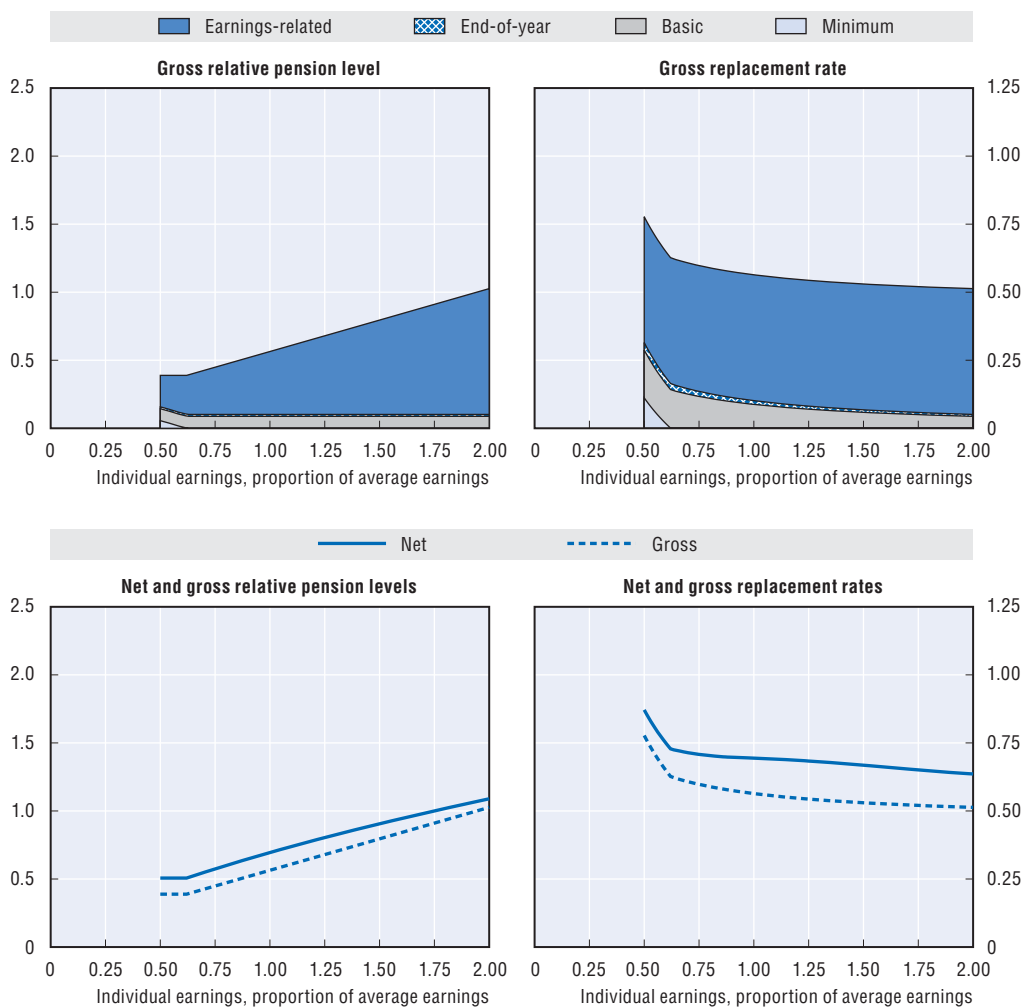 Earnings-related End-of-year Basic Minimum
Gross relative pension level
2.5
2.0
1.5
1.0
0.5
0
0 0.25 0.50 0.75 1.00 1.25 1.50 1.75 2.00
Individual earnings, proportion of average earnings
Gross replacement rate
1.25
1.00
0.75
0.50
0.25
0
0 0.25 0.50 0.75 1.00 1.25 1.50 1.75 2.00
Individual earnings, proportion of average earnings
Net Gross
Net and gross relative pension levels
2.5
2.0
1.5
1.0
0.5
0
0 0.25 0.50 0.75 1.00 1.25 1.50 1.75 2.00
Individual earnings, proportion of average earnings
Net and gross replacement rates
1.25
1.00
0.75
0.50
0.25
0
0 0.25 0.50 0.75 1.00 1.25 1.50 1.75 2.00
Individual earnings, proportion of average earnings